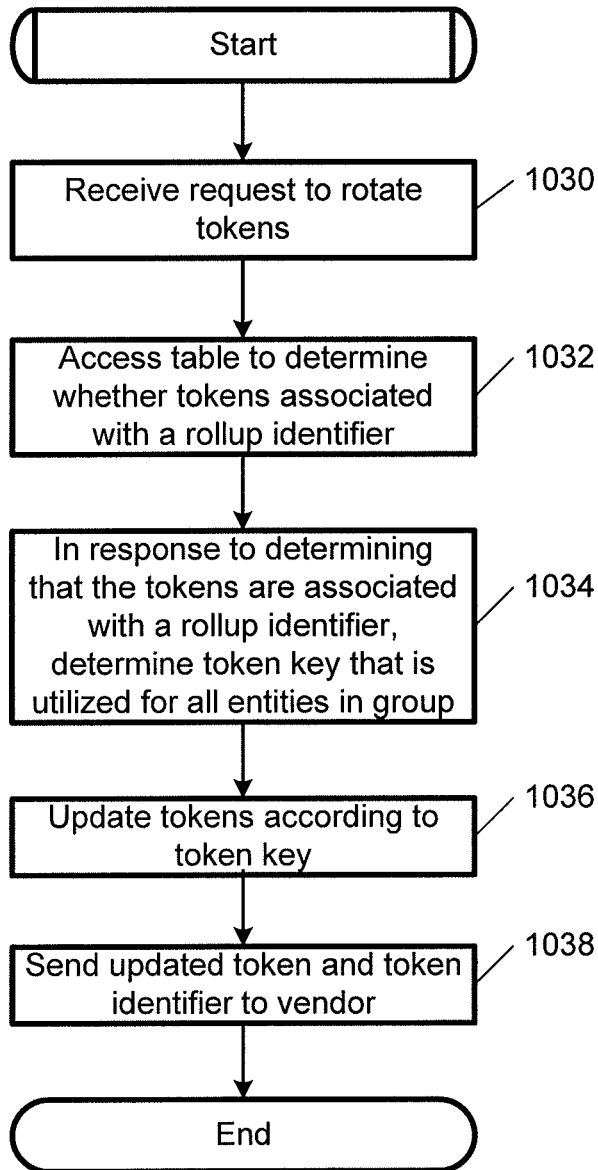 Start
Receive request to rotate
tokens
1030
Access table to determine
whether tokens associated
with a rollup identifier
1032
In response to determining
that the tokens are associated
with a rollup identifier,
determine token key that is
utilized for all entities in group
1034
Update tokens according to
token key
1036
Send updated token and token
identifier to vendor
1038
End